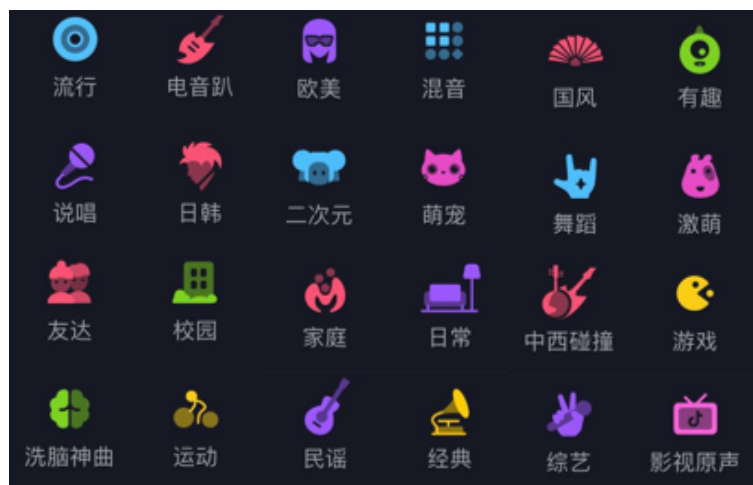 流行 电音趴 欧美 混音 国风 有趣
说唱 日韩 二次元 萌宠 舞蹈 激萌
友达 校园 家庭 日常 中西碰撞 游戏
洗脑神曲 运动 民谣 经典 综艺 影视原声